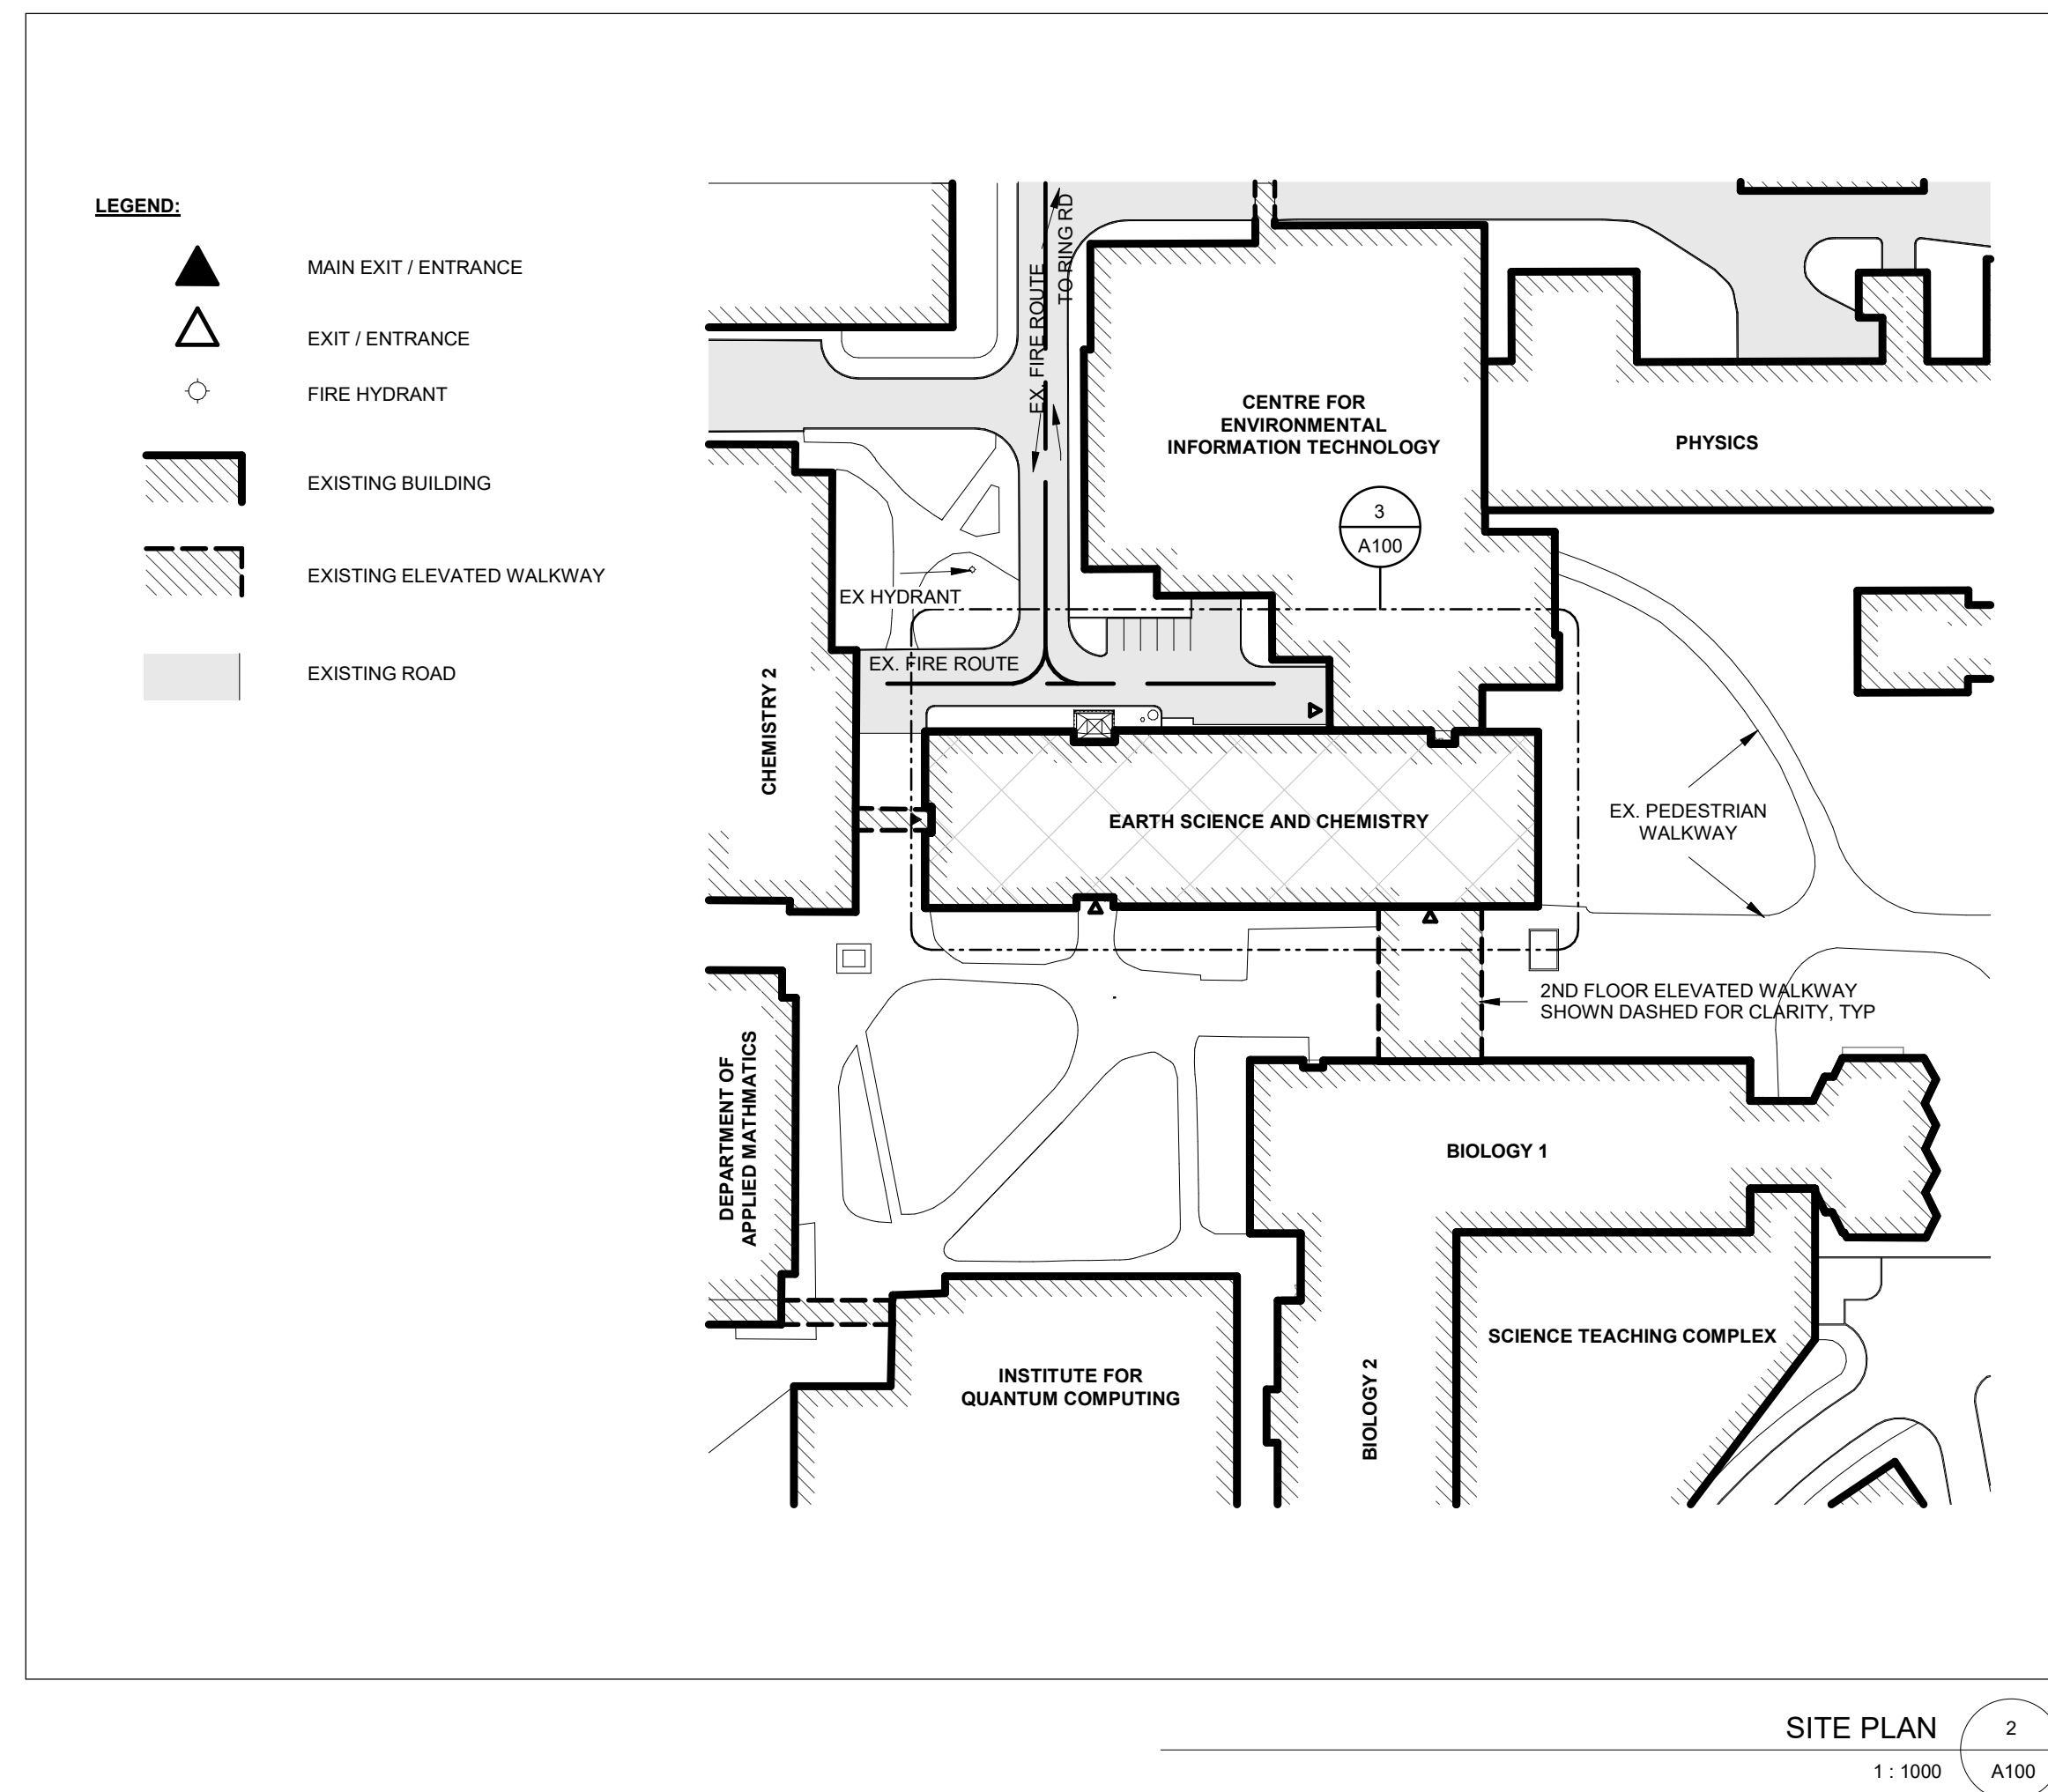 LEGEND:
MAIN EXIT / ENTRANCE
EXIT / ENTRANCE
FIRE HYDRANT
EXISTING BUILDING
EXISTING ELEVATED WALKWAY
EXISTING ROAD
EX. FIRE ROUTE
TO RING RD
CENTRE FOR
ENVIRONMENTAL
INFORMATION TECHNOLOGY
PHYSICS
3
A100
EX HYDRANT
EX. FIRE ROUTE
CHEMISTRY 2
EARTH SCIENCE AND CHEMISTRY
EX. PEDESTRIAN
WALKWAY
2ND FLOOR ELEVATED WALKWAY
SHOWN DASHED FOR CLARITY, TYP
DEPARTMENT OF
APPLIED MATHMATICS
BIOLOGY 1
SCIENCE TEACHING COMPLEX
INSTITUTE FOR
QUANTUM COMPUTING
BIOLOGY 2
SITE PLAN
2
1 : 1000
A100